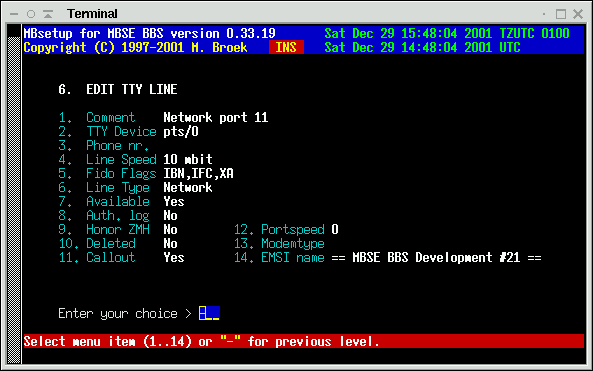 Terminal
MBsetup for MBSE BBS version 0.33.19 Sat Dec 29 15:48:04 2001 TZUTC 0100
Copyright (C) 1997-2001 M. Broek INS Sat Dec 29 14:48:04 2001 UTC
6. EDIT TTY LINE
1. Comment Network port 11
2. TTY Device pts/0
3. Phone nr.
4. Line Speed 10 mbit
5. Fido Flags IBN,IFC,XA
6. Line Type Network
7. Available Yes
8. Auth. log No
9. Honor ZMH No 12. Portspeed 0
10. Deleted No 13. Modemtype
11. Callout Yes 14. EMSI name == MBSE BBS Development #21 ==
Enter your choice > -__
Select menu item (1..14) or "-" for previous level.